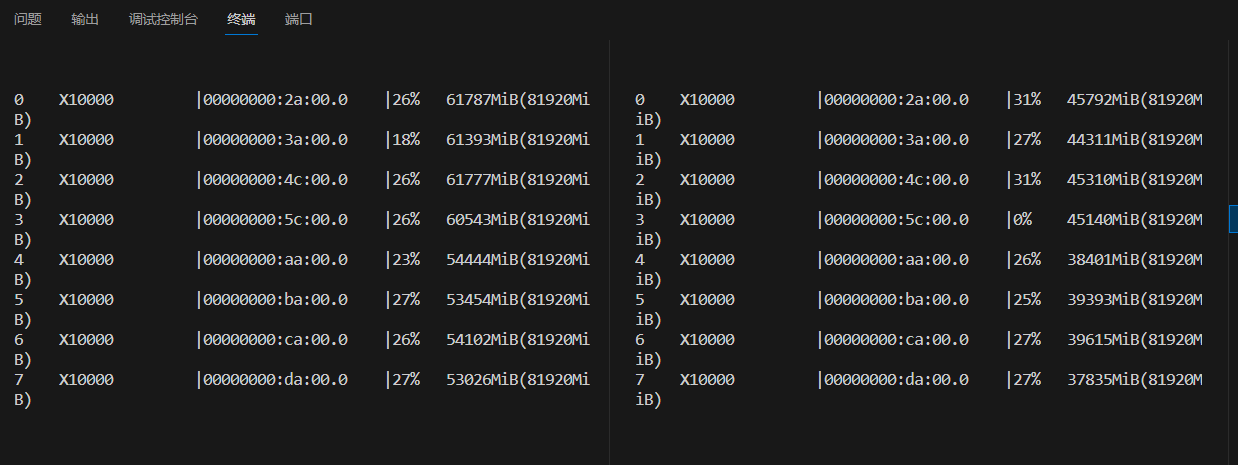 问题 输出 调试控制台 终端 端口
0 X10000 |00000000:2a:00.0 |26% 61787MiB(81920Mi
B)
1 X10000 |00000000:3a:00.0 |18% 61393MiB(81920Mi
B)
2 X10000 |00000000:4c:00.0 |26% 61777MiB(81920Mi
B)
3 X10000 |00000000:5c:00.0 |26% 60543MiB(81920Mi
B)
4 X10000 |00000000:aa:00.0 |23% 54444MiB(81920Mi
B)
5 X10000 |00000000:ba:00.0 |27% 53454MiB(81920Mi
B)
6 X10000 |00000000:ca:00.0 |26% 54102MiB(81920Mi
B)
7 X10000 |00000000:da:00.0 |27% 53026MiB(81920Mi
B)
0 X10000 |00000000:2a:00.0 |31% 45792MiB(81920M
iB)
1 X10000 |00000000:3a:00.0 |27% 44311MiB(81920M
iB)
2 X10000 |00000000:4c:00.0 |31% 45310MiB(81920M
iB)
3 X10000 |00000000:5c:00.0 |0% 45140MiB(81920M
iB)
4 X10000 |00000000:aa:00.0 |26% 38401MiB(81920M
iB)
5 X10000 |00000000:ba:00.0 |25% 39393MiB(81920M
iB)
6 X10000 |00000000:ca:00.0 |27% 39615MiB(81920M
iB)
7 X10000 |00000000:da:00.0 |27% 37835MiB(81920M
iB)